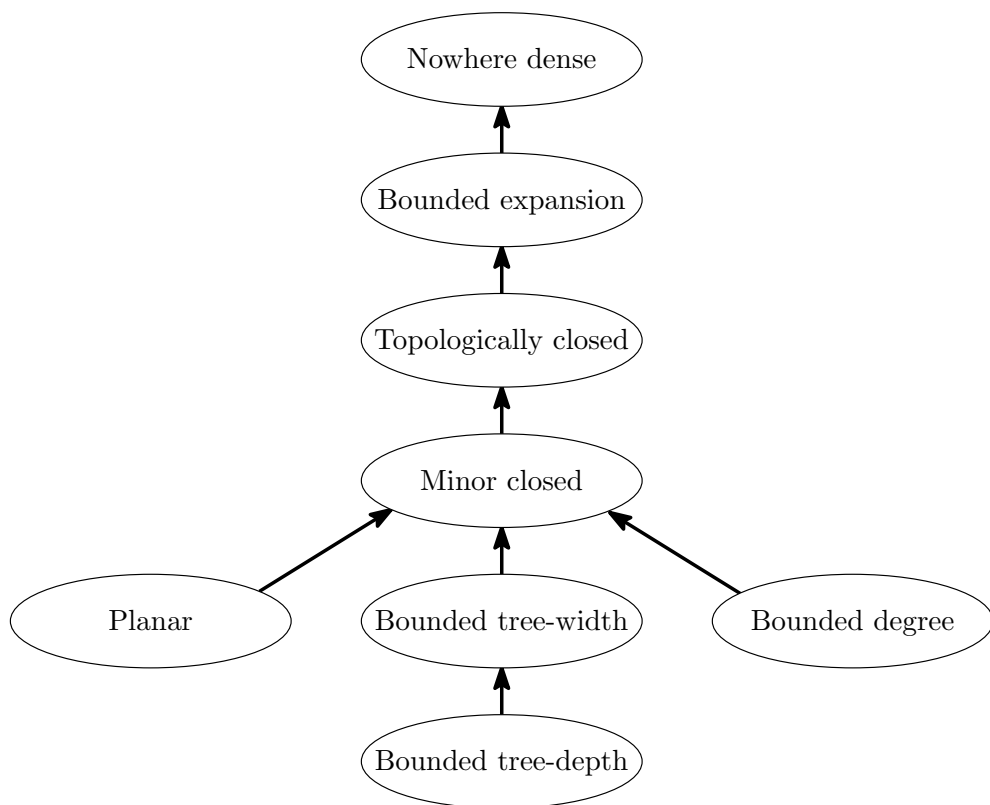 Nowhere dense
Bounded expansion
Topologically closed
Minor closed
Planar
Bounded tree-width
Bounded degree
Bounded tree-depth